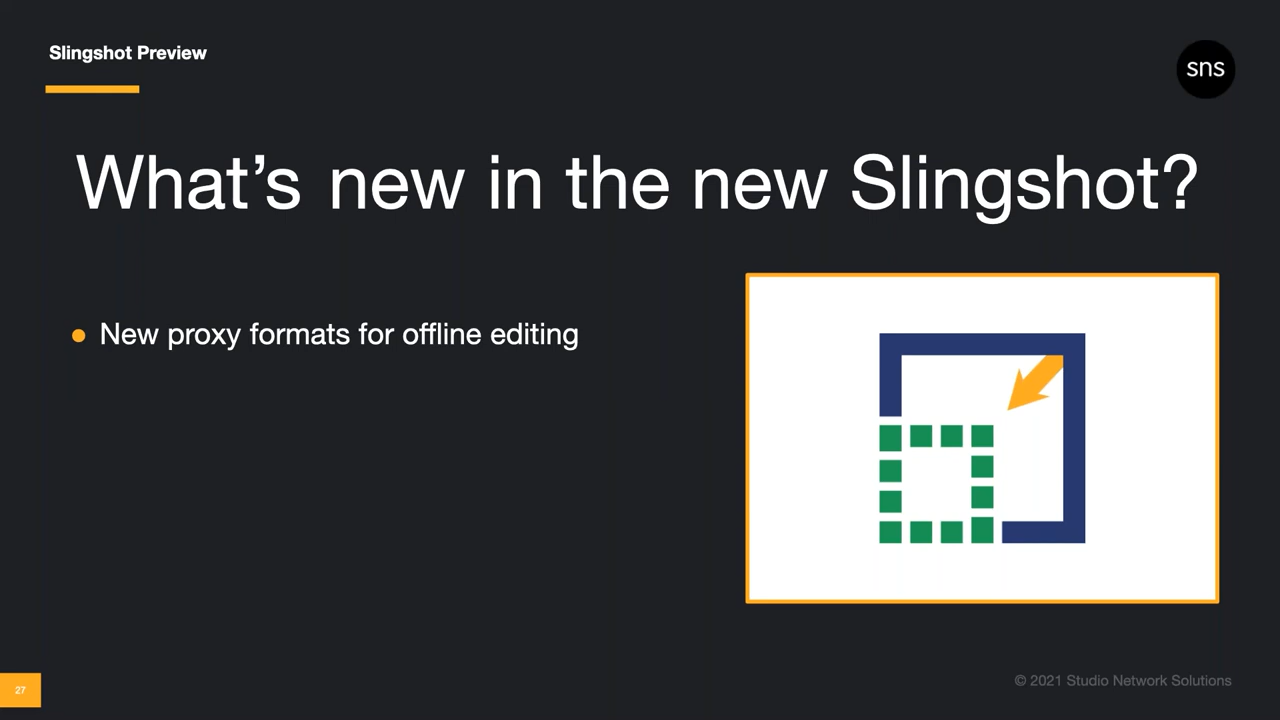 Slingshot Preview
sns
What’s new in the new Slingshot?
New proxy formats for offline editing
27
© 2021 Studio Network Solutions